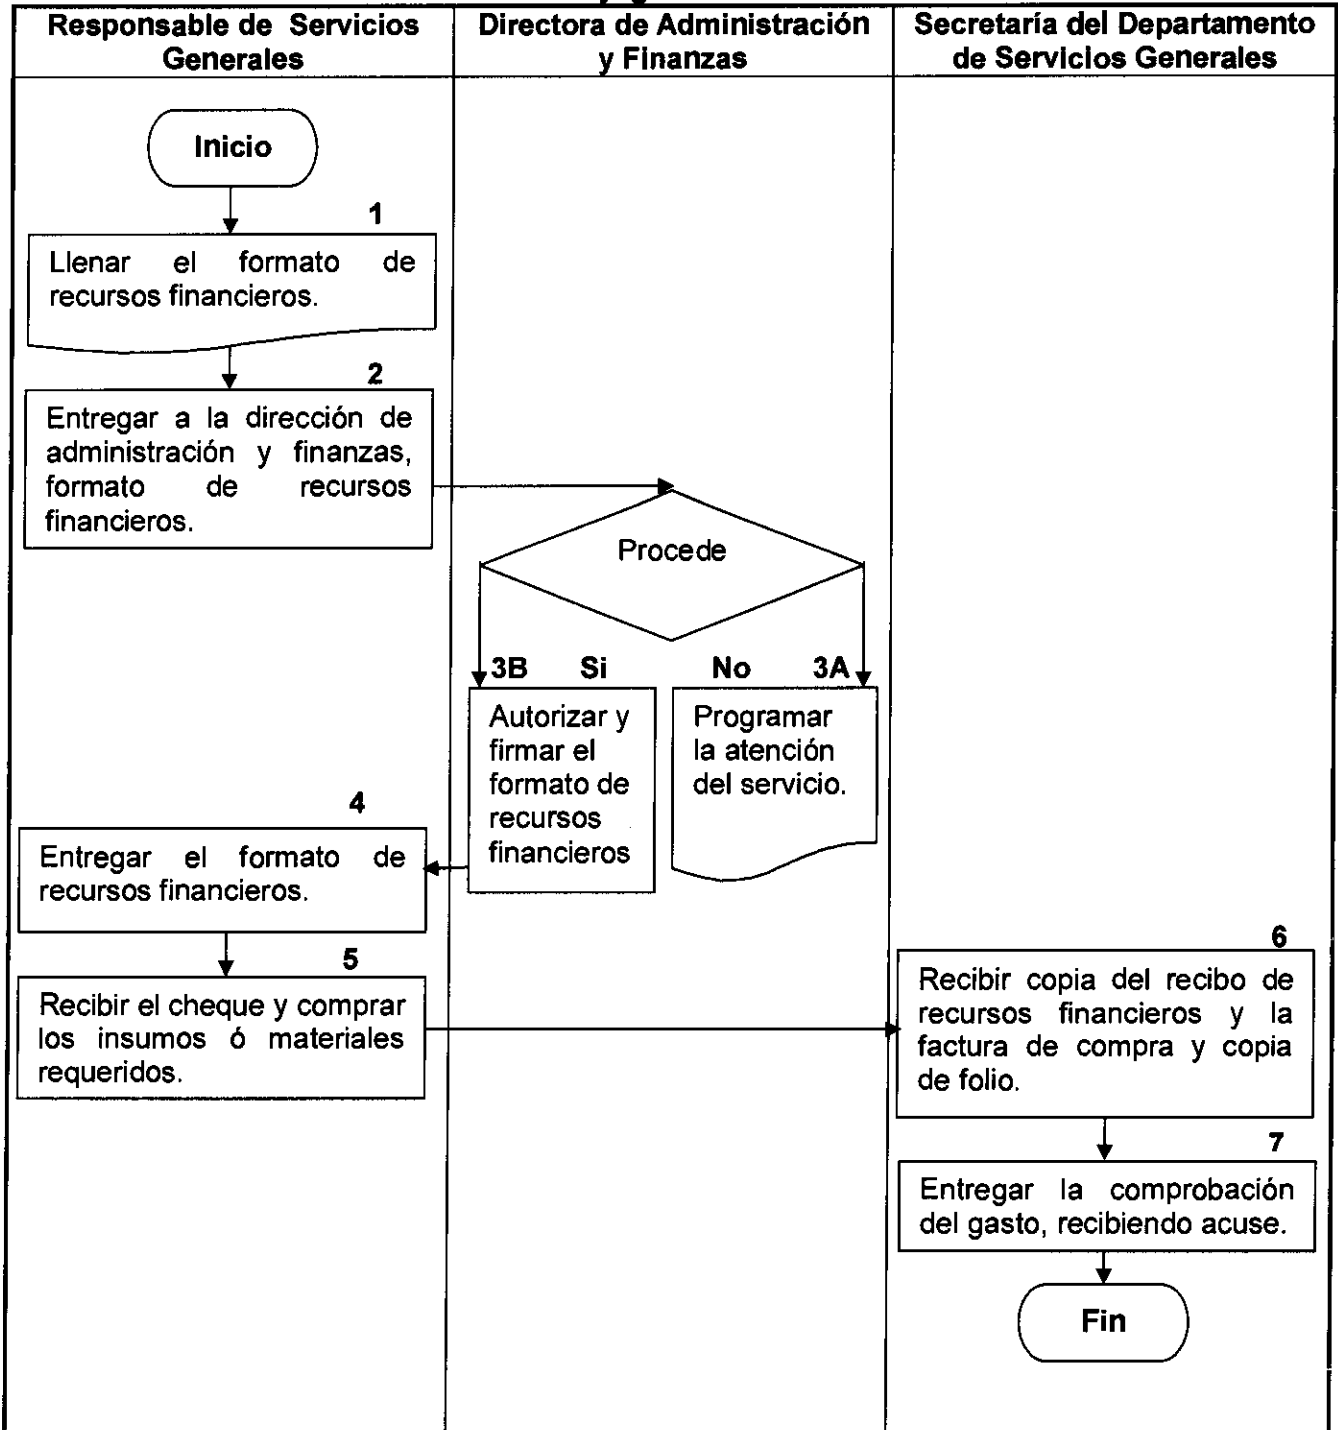 Responsable de Servicios
Generales
Directora de Administración
y Finanzas
Secretaría del Departamento
de Servicios Generales
Inicio
1
Llenar el formato de
recursos financieros.
2
Entregar a la dirección de
administración y finanzas,
formato de recursos
financieros.
Procede
3B Si
No 3A
Autorizar y
firmar el
formato de
recursos
financieros
Programar
la atención
del servicio.
4
Entregar el formato de
recursos financieros.
5
Recibir el cheque y comprar
los insumos ó materiales
requeridos.
6
Recibir copia del recibo de
recursos financieros y la
factura de compra y copia
de folio.
7
Entregar la comprobación
del gasto, recibiendo acuse.
Fin